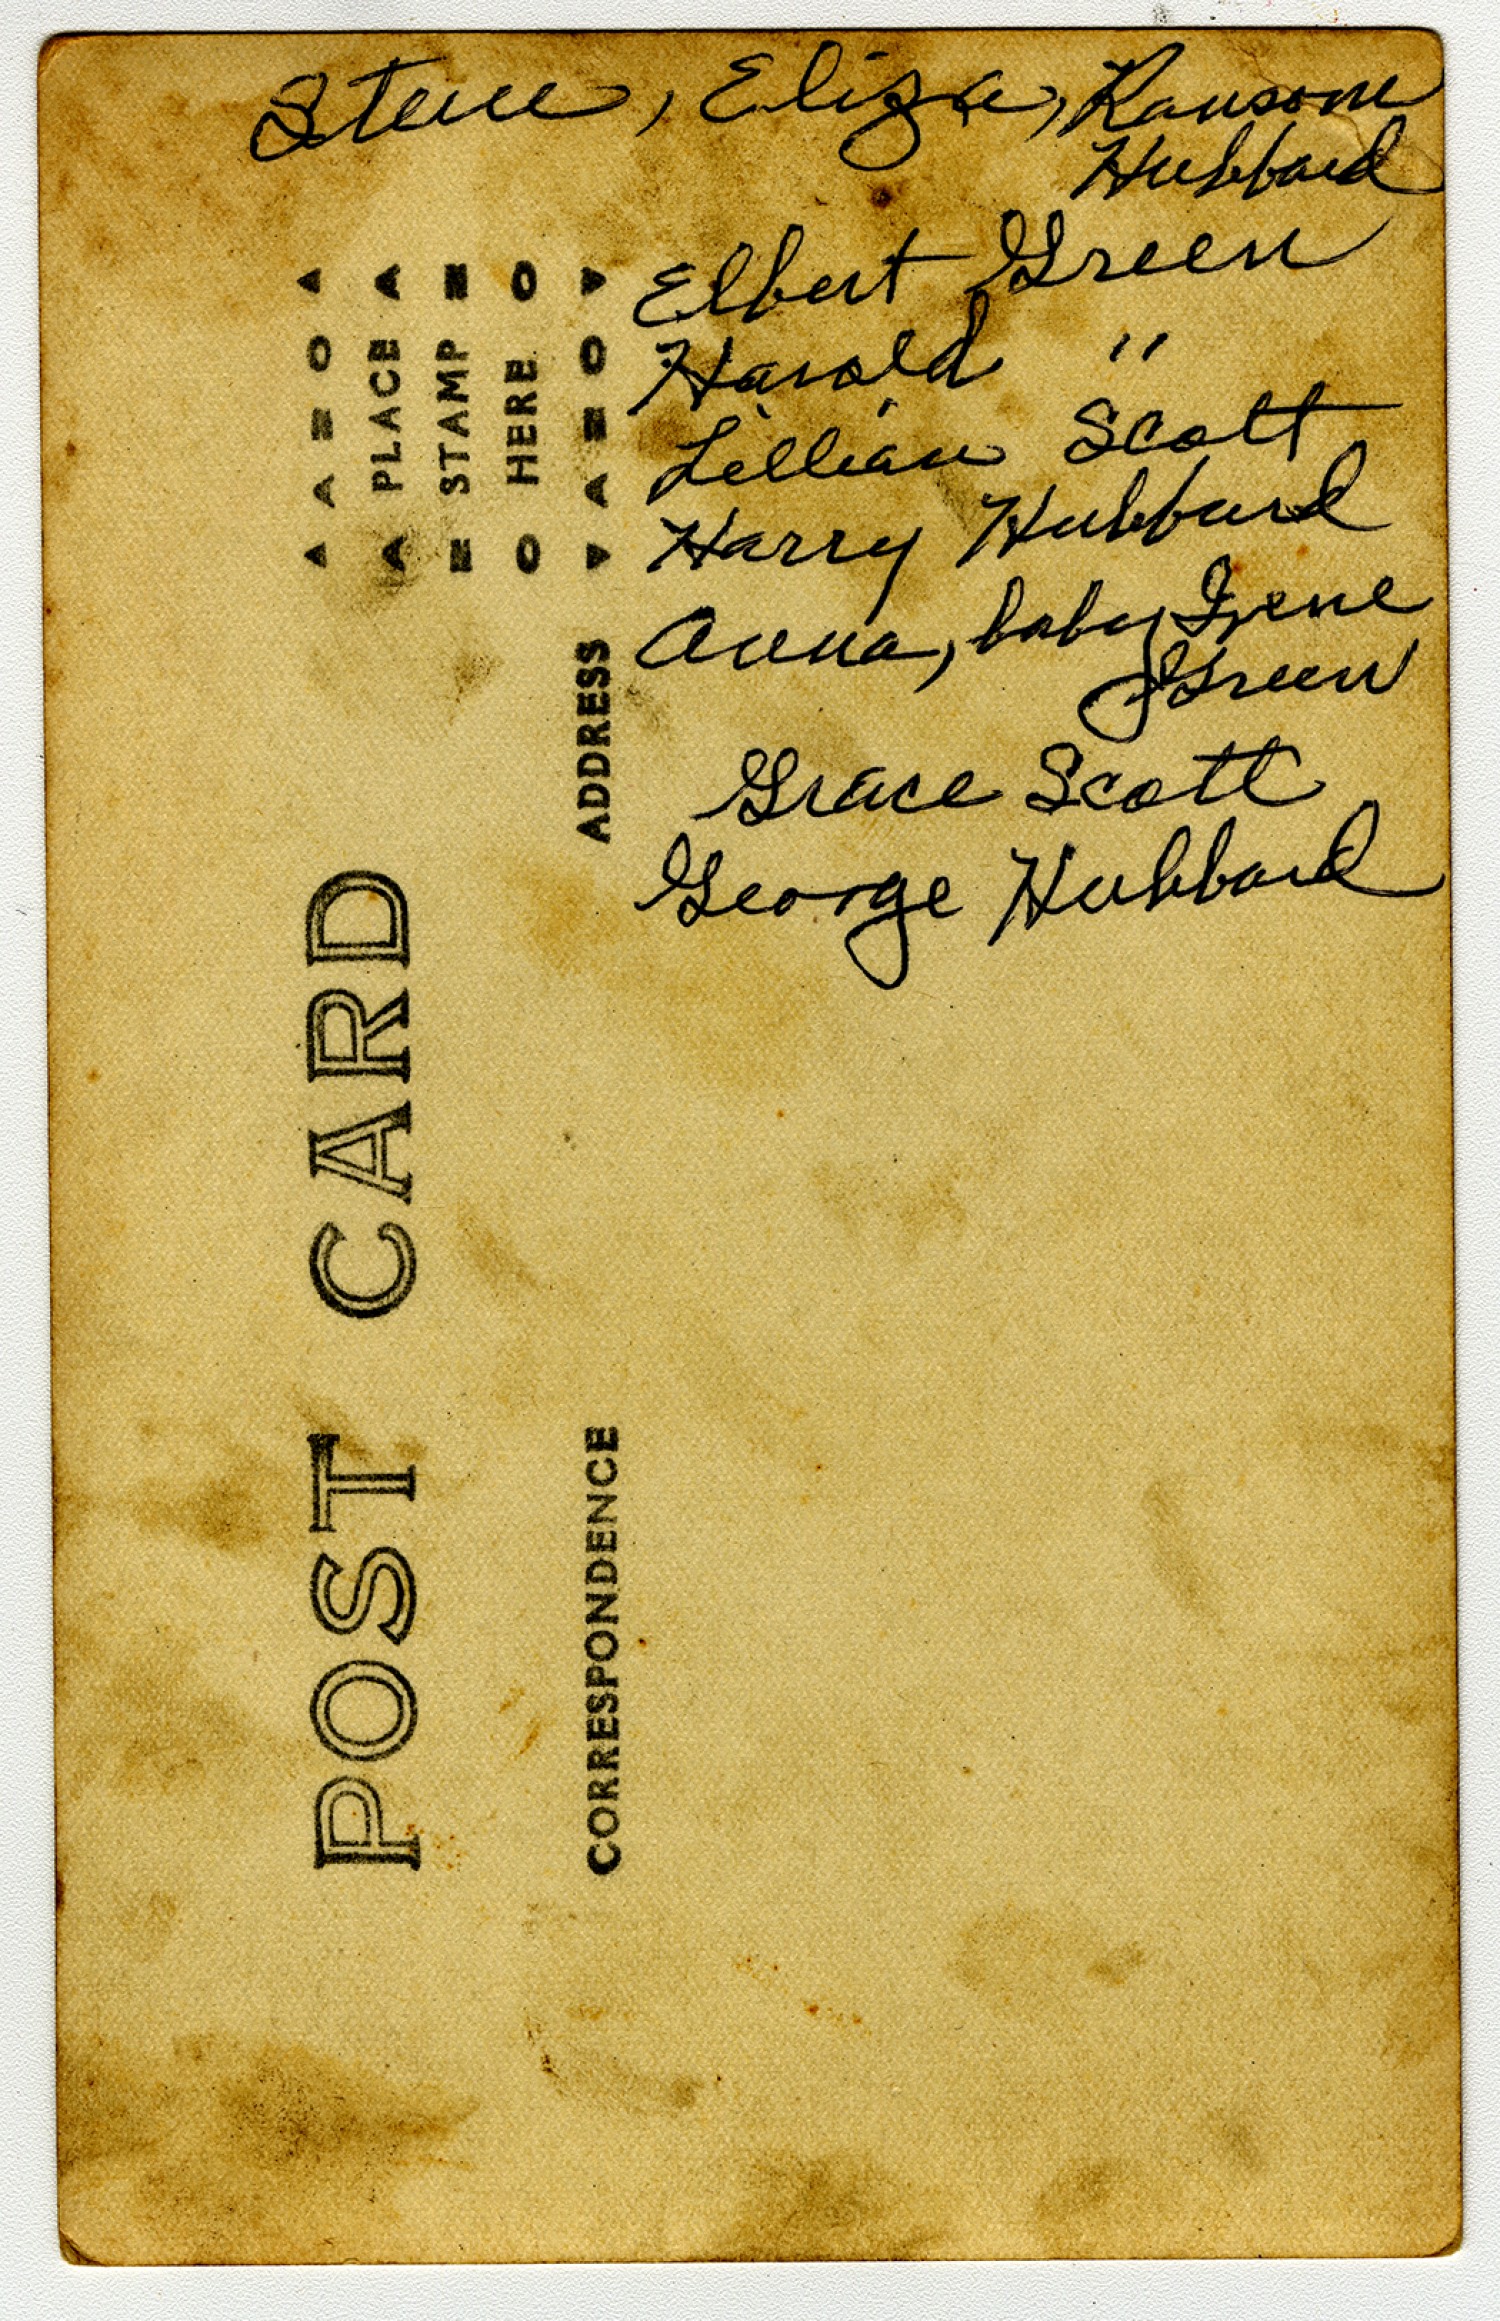 Steve, Eliza, Ransom
Hubbard
Elbert Green
Harold "
Lillian Scott
Harry Hubbard
Anna, baby Irene
Green
Grace Scott
George Hubbard
POST CARD
PLACE
STAMP
HERE
CORRESPONDENCE
ADDRESS